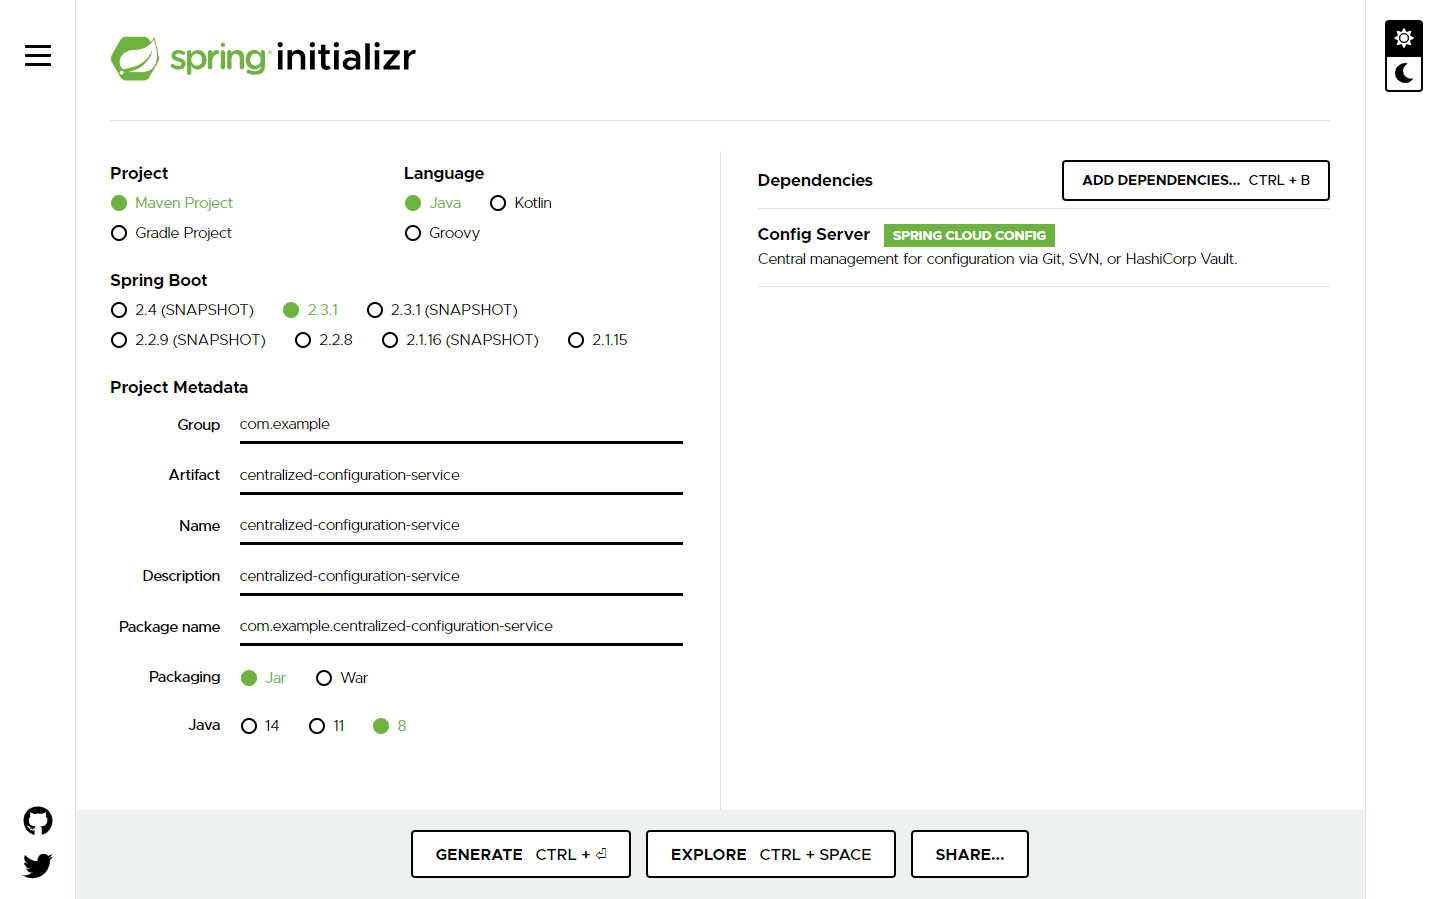 spring initializr
Project
Maven Project
Gradle Project
Language
Java Kotlin
Groovy
Spring Boot
2.4 (SNAPSHOT) 2.3.1 2.3.1 (SNAPSHOT)
2.2.9 (SNAPSHOT) 2.2.8 2.1.16 (SNAPSHOT) 2.1.15
Project Metadata
Group com.example
Artifact centralized-configuration-service
Name centralized-configuration-service
Description centralized-configuration-service
Package name com.example.centralized-configuration-service
Packaging Jar War
Java 14 11 8
Dependencies ADD DEPENDENCIES... CTRL + B
Config Server SPRING CLOUD CONFIG
Central management for configuration via Git, SVN, or HashiCorp Vault.
GENERATE CTRL + ⏎ EXPLORE CTRL + SPACE SHARE...